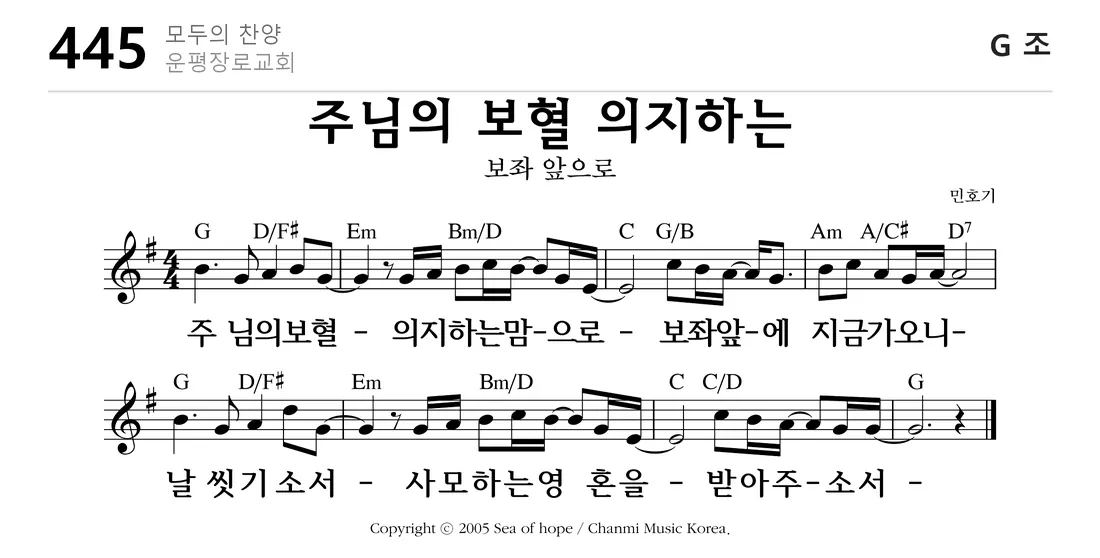 445 모두의 찬양
운평장로교회
G 조
주님의 보혈 의지하는
보좌 앞으로
민호기
G D/F♯ Em Bm/D C G/B Am A/C♯ D7
주 님의보혈 - 의지하는맘-으로 - 보좌앞-에 지금가오니-
G D/F♯ Em Bm/D C C/D G
날 씻기소서 - 사모하는영 혼을 - 받아주-소서 -
Copyright ⓒ 2005 Sea of hope / Chanmi Music Korea.